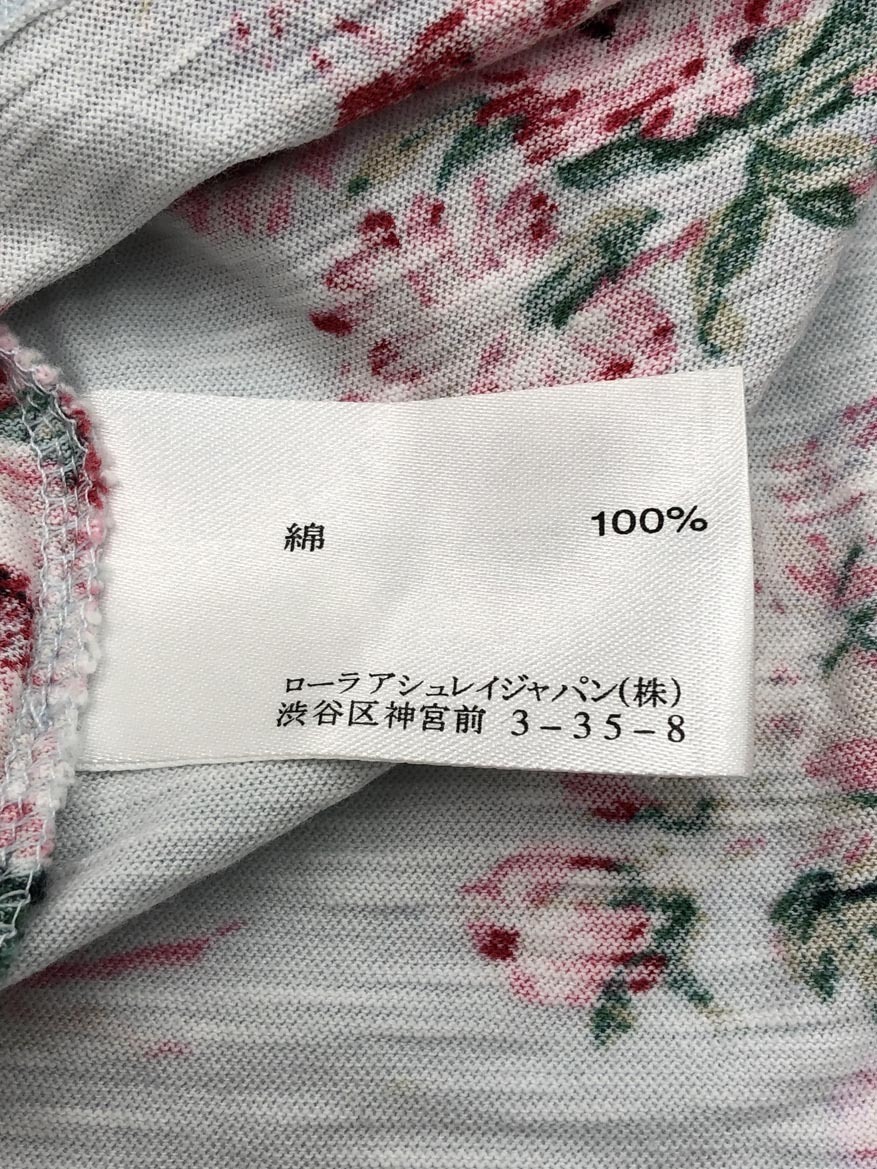 綿 100%
ローラ アシュレイジャパン(株)
渋谷区神宮前 3-35-8